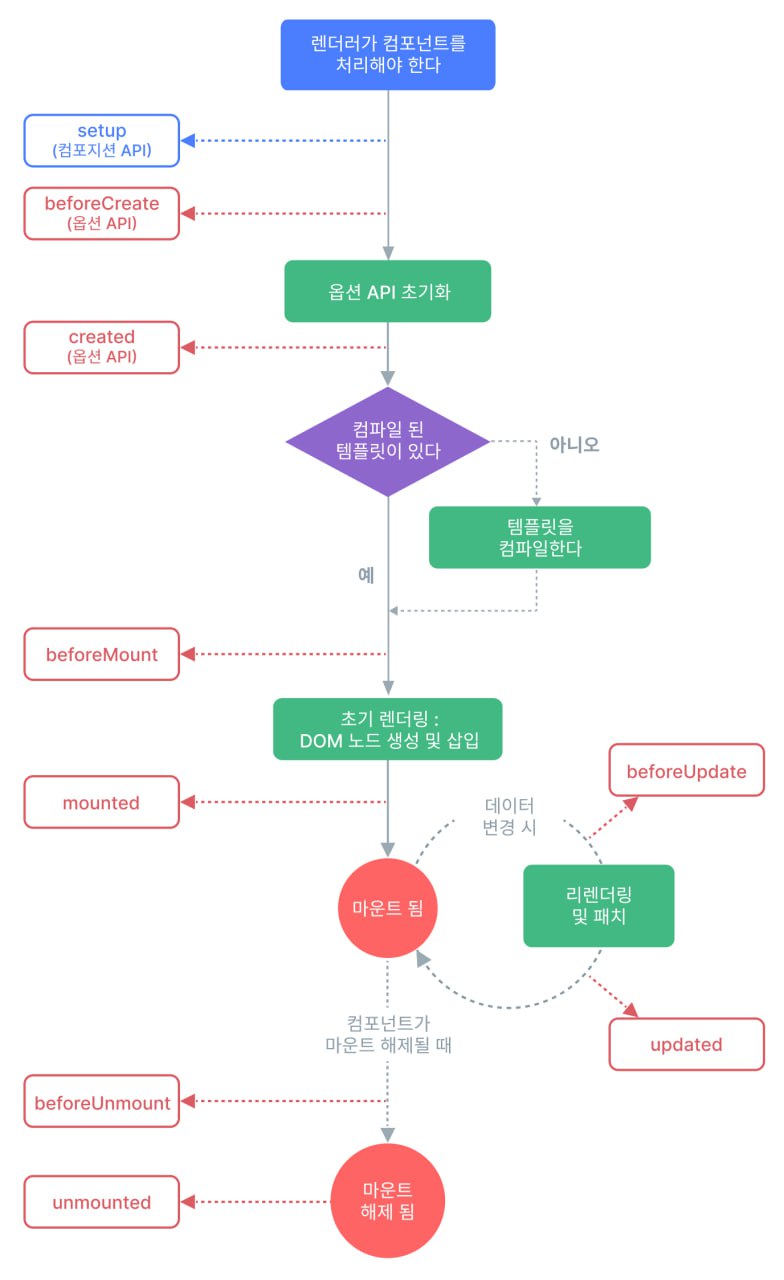 렌더러가 컴포넌트를
처리해야 한다
setup
(컴포지션 API)
beforeCreate
(옵션 API)
옵션 API 초기화
created
(옵션 API)
컴파일 된
템플릿이 있다
아니오
템플릿을
컴파일한다
예
beforeMount
초기 렌더링 :
DOM 노드 생성 및 삽입
beforeUpdate
mounted
데이터
변경 시
리렌더링
및 패치
마운트 됨
컴포넌트가
마운트 해제될 때
updated
beforeUnmount
마운트
해제 됨
unmounted